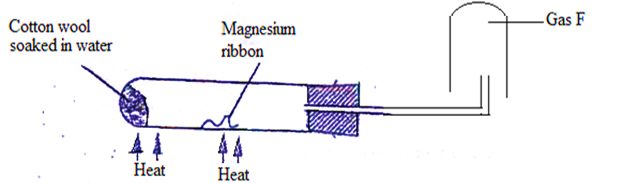 Cotton wool
soaked in water
Magnesium
ribbon
Gas F
Heat
Heat